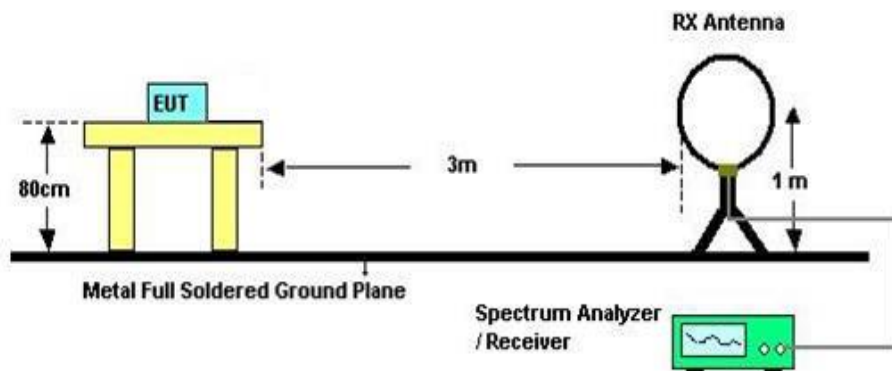 RX Antenna
EUT
3m
80cm
1 m
Metal Full Soldered Ground Plane
Spectrum Analyzer
/ Receiver